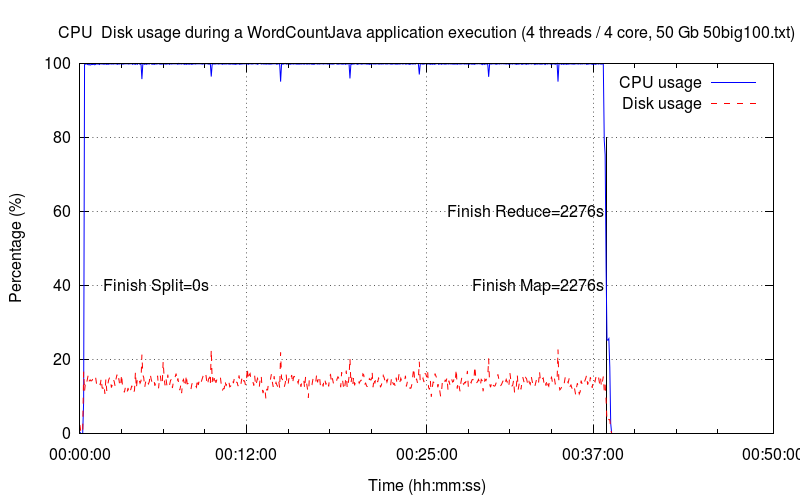 CPU  Disk usage during a WordCountJava application execution (4 threads / 4 core, 50 Gb 50big100.txt)
100
80
60
40
20
0
Percentage (%)
CPU usage
Disk usage
Finish Reduce=2276s
Finish Split=0s
Finish Map=2276s
00:00:00
00:12:00
00:25:00
00:37:00
00:50:00
Time (hh:mm:ss)